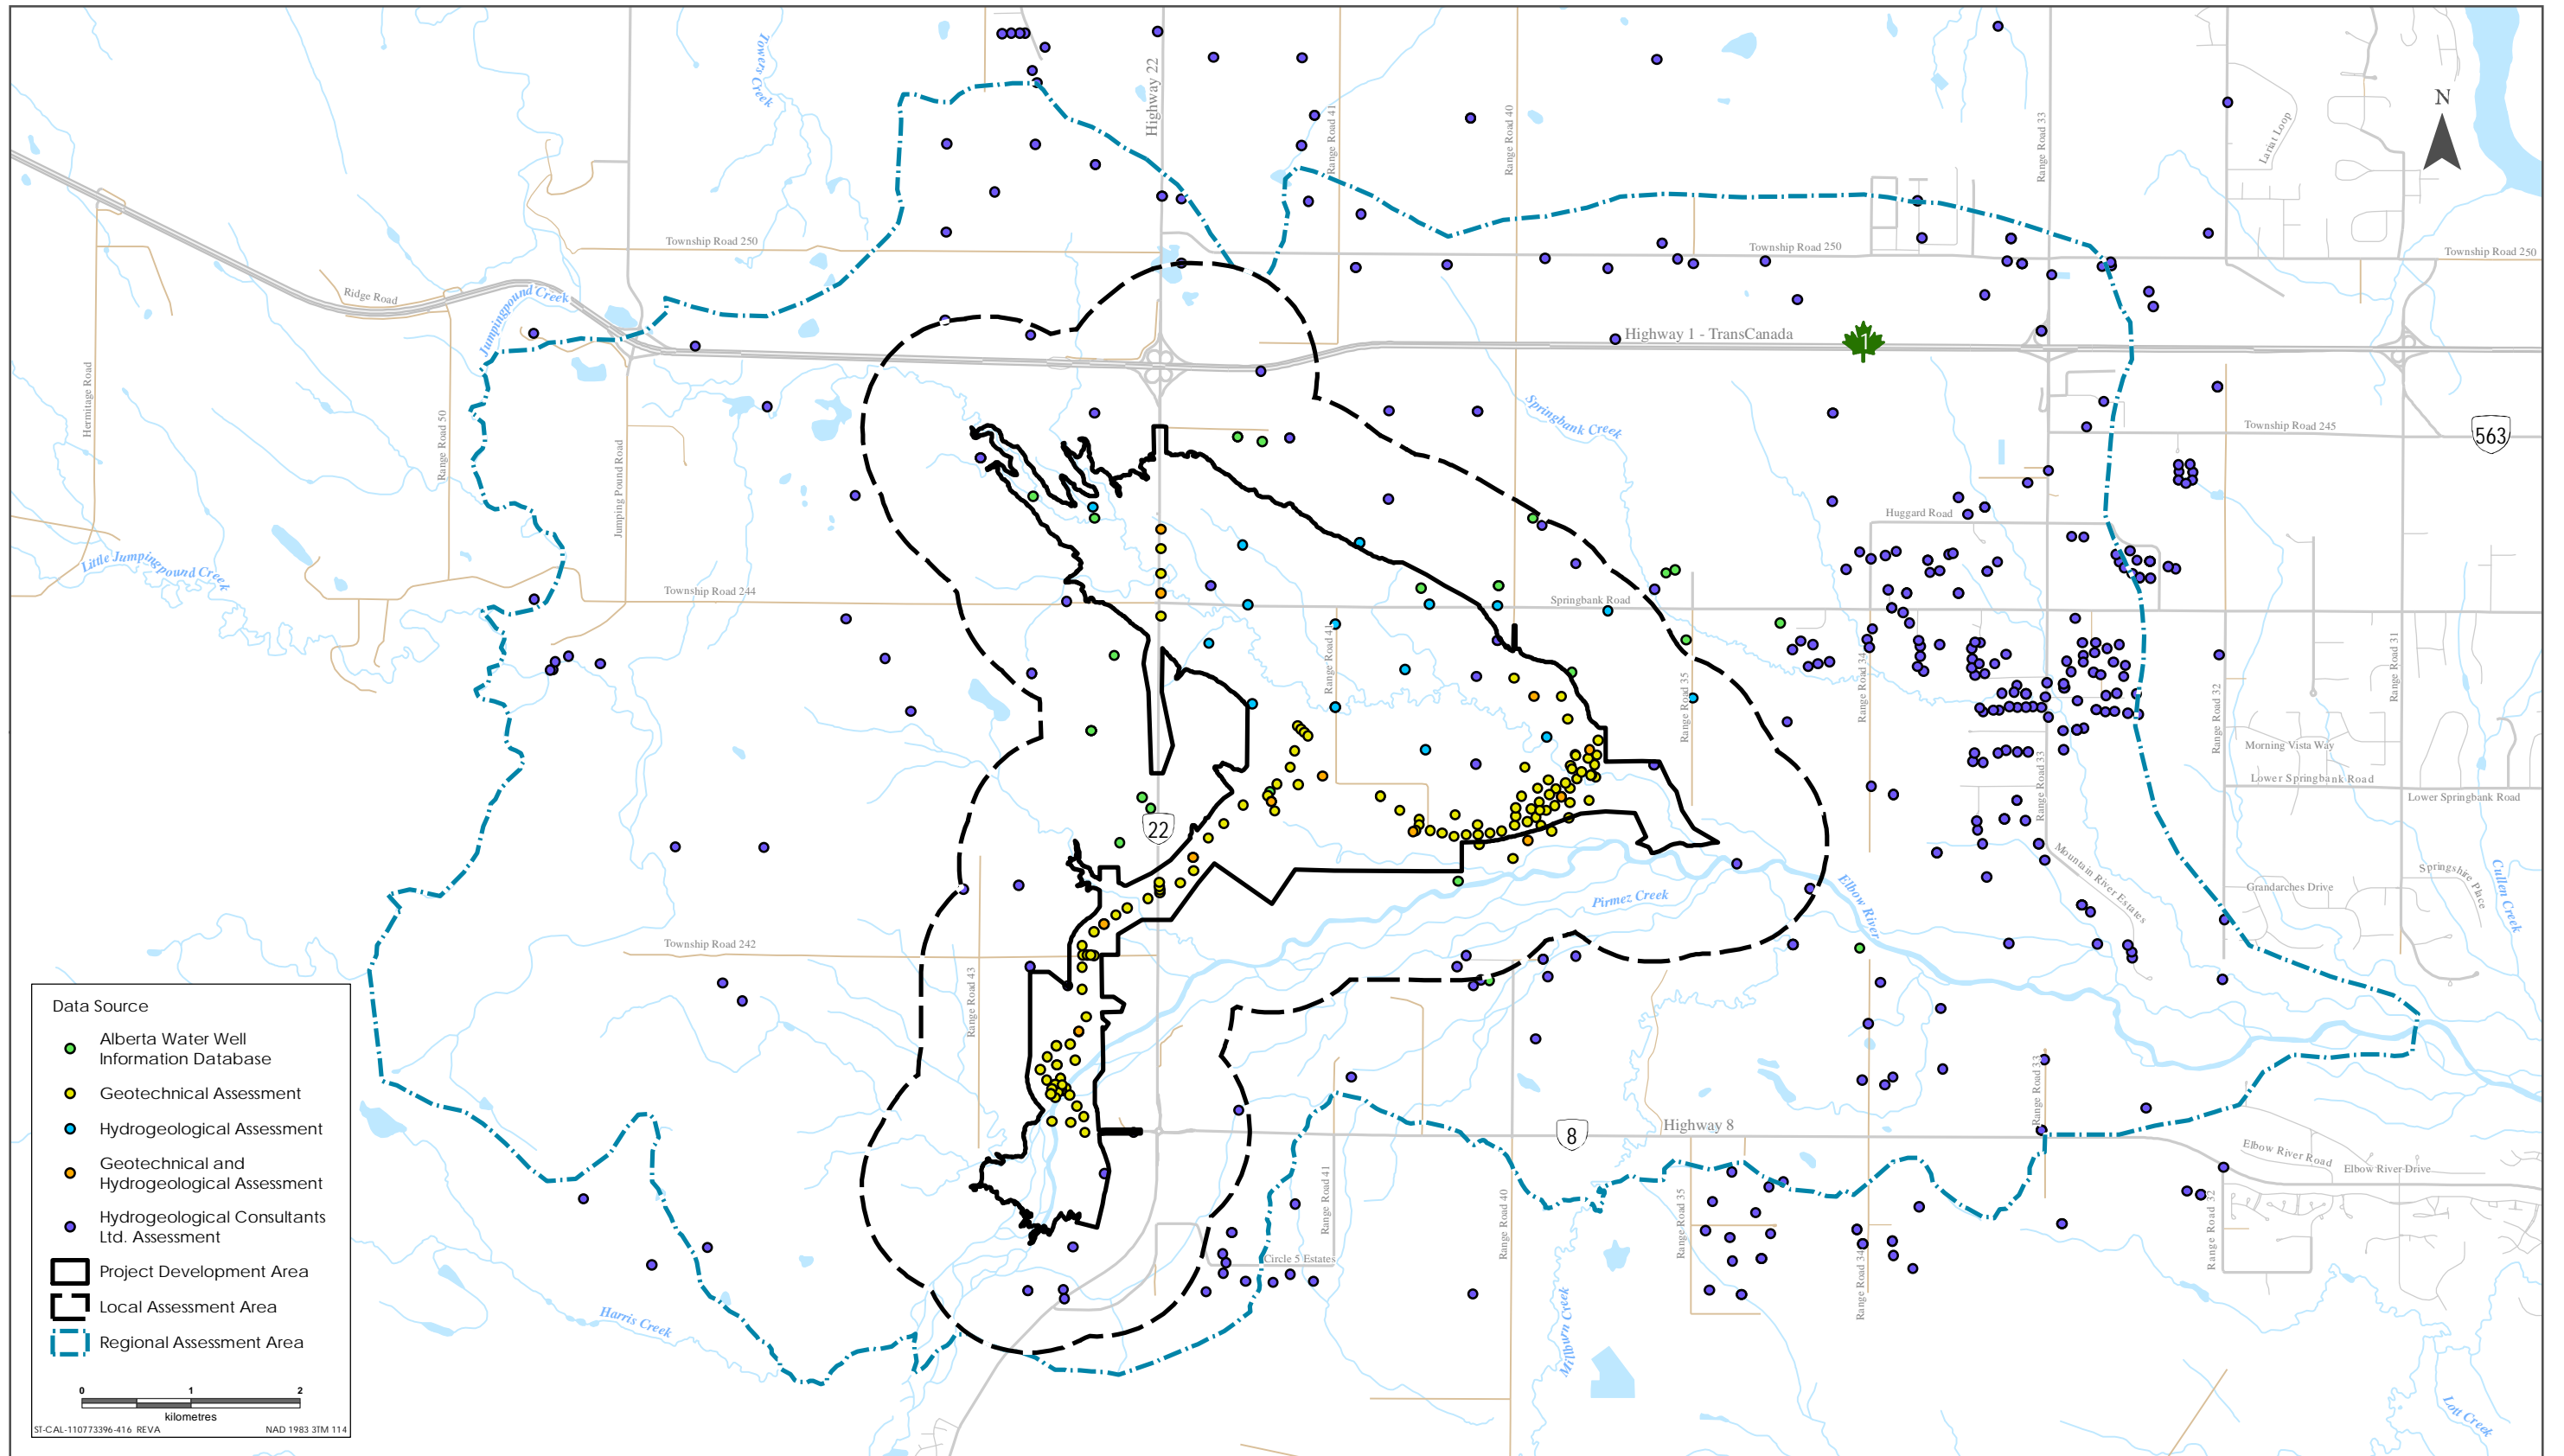 Towers
Creek
Highway 22
Range Road 41
Range Road 40
Range Road 33
Lariat Loop
N
Township Road 250
Township Road 250
Township Road 250
Ridge Road
Jumpingpound Creek
Highway 1 - TransCanada
1
Hermitage Road
Range Road 50
Jumping Pound Road
Springbank Creek
Township Road 245
563
Huggard Road
Little Jumpingpound Creek
Township Road 244
Springbank Road
Range Road 41
Range Road 35
Range Road 34
Range Road 32
Range Road 31
Township Road 242
Morning Vista Way
Lower Springbank Road
Lower Springbank Road
Range Road 33
22
Mountain River Estates
Grandarches Drive
Springshire Place
Cullen Creek
Pirmez Creek
Elbow River
Township Road 242
Range Road 43
Data Source
Alberta Water Well
Information Database
Geotechnical Assessment
Hydrogeological Assessment
Geotechnical and
Hydrogeological Assessment
Hydrogeological Consultants
Ltd. Assessment
Project Development Area
Local Assessment Area
Regional Assessment Area
0 1 2
kilometres
ST-CAL-110773396-416 REVA
NAD 1983 3TM 114
Range Road 33
8
Highway 8
Elbow River Road
Elbow River Drive
Range Road 41
Range Road 40
Range Road 35
Range Road 34
Range Road 32
Circle 5 Estates
Harris Creek
Millburn Creek
Lott Creek